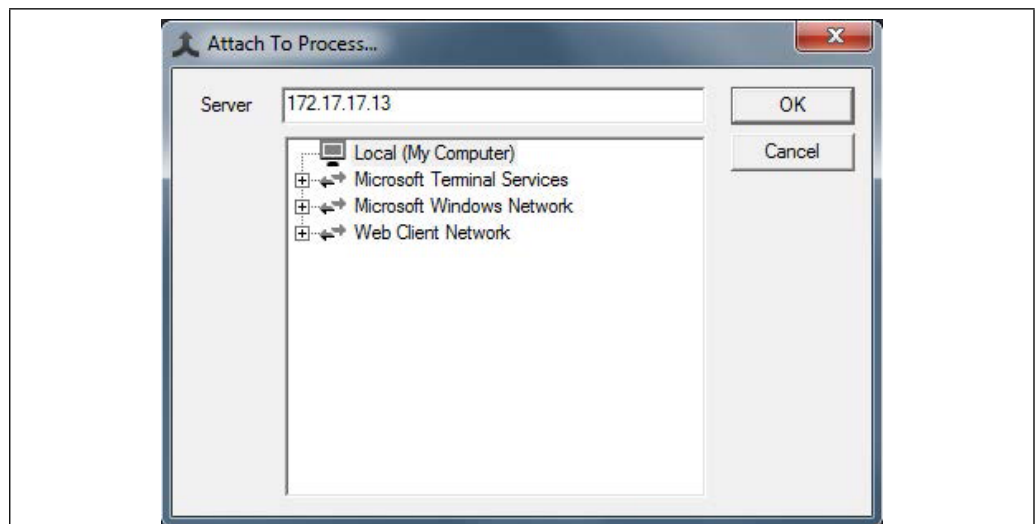 Attach To Process...
Server 172.17.17.13 OK
Cancel
Local (My Computer)
Microsoft Terminal Services
Microsoft Windows Network
Web Client Network